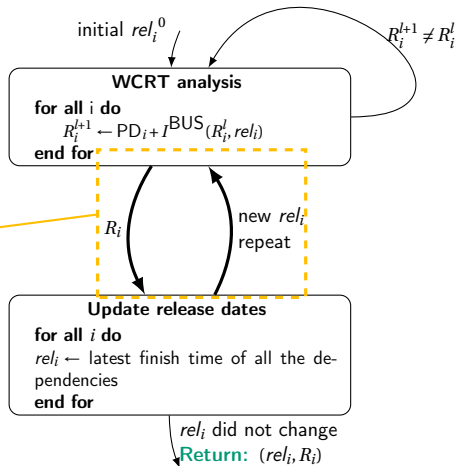 initial rel_i^0
R_i^{l+1} ≠ R_i^l
WCRT analysis
for all i do
R_i^{l+1} ← PD_i + I^{BUS}(R_i^l, rel_i)
end for
R_i
new rel_i
repeat
Update release dates
for all i do
rel_i ← latest finish time of all the de-
pendencies
end for
rel_i did not change
Return: (rel_i, R_i)